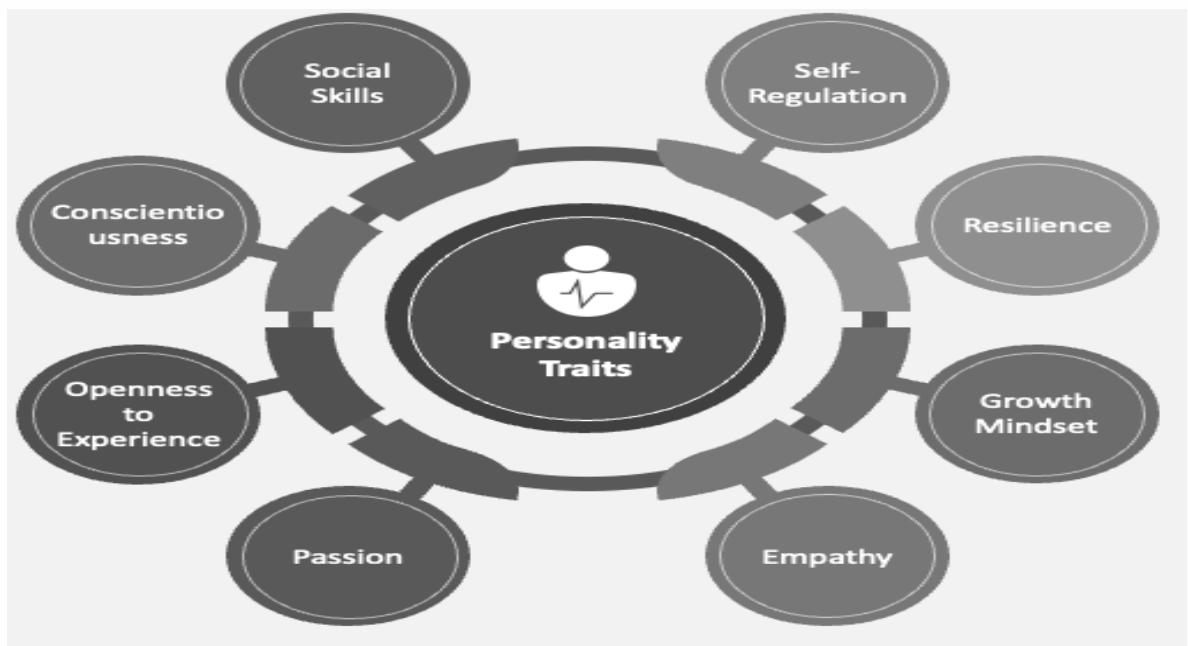 Social
Skills
Self-
Regulation
Conscientio
usness
Resilience
Personality
Traits
Openness
to
Experience
Growth
Mindset
Passion
Empathy